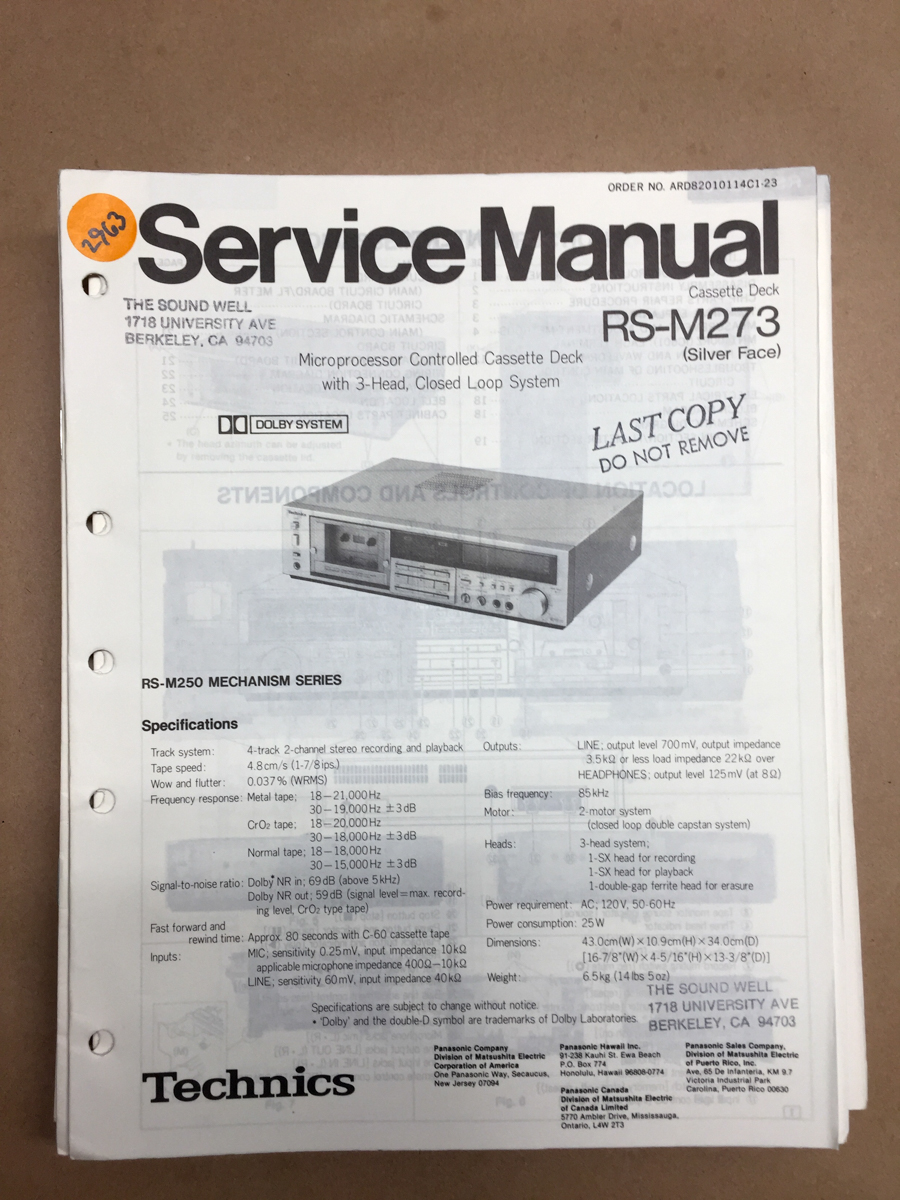 ORDER NO. ARD82010114C1-23
2963
Service Manual
Cassette Deck
RS-M273
(Silver Face)
THE SOUND WELL
1718 UNIVERSITY AVE
BERKELEY, CA 94703
Microprocessor Controlled Cassette Deck
with 3-Head, Closed Loop System
DOLBY SYSTEM
LAST COPY
DO NOT REMOVE
Technics
RS-M250 MECHANISM SERIES
Specifications
Track system: 4-track 2-channel stereo recording and playback
Tape speed: 4.8 cm/s (1-7/8 ips.)
Wow and flutter: 0.037% (WRMS)
Frequency response: Metal tape; 18—21,000 Hz
30—19,000 Hz ±3 dB
CrO2 tape; 18—20,000 Hz
30—18,000 Hz ±3 dB
Normal tape; 18—18,000 Hz
30—15,000 Hz ±3 dB
Signal-to-noise ratio: Dolby* NR in; 69 dB (above 5 kHz)
Dolby NR out; 59 dB (signal level=max. record-
ing level, CrO2 type tape)
Fast forward and
rewind time: Approx. 80 seconds with C-60 cassette tape
Inputs: MIC; sensitivity 0.25 mV, input impedance 10 kΩ
applicable microphone impedance 400Ω—10 kΩ
LINE; sensitivity 60 mV, input impedance 40 kΩ
Outputs: LINE; output level 700 mV, output impedance
3.5 kΩ or less load impedance 22 kΩ over
HEADPHONES; output level 125 mV (at 8Ω)
Bias frequency: 85 kHz
Motor: 2-motor system
(closed loop double capstan system)
Heads: 3-head system;
1-SX head for recording
1-SX head for playback
1-double-gap ferrite head for erasure
Power requirement: AC; 120 V, 50-60 Hz
Power consumption: 25 W
Dimensions: 43.0 cm(W)×10.9 cm(H)×34.0 cm(D)
[16-7/8"(W)×4-5/16"(H)×13-3/8"(D)]
Weight: 6.5 kg (14 lbs 5 oz)
THE SOUND WELL
1718 UNIVERSITY AVE
BERKELEY, CA 94703
Specifications are subject to change without notice.
• 'Dolby' and the double-D symbol are trademarks of Dolby Laboratories.
Technics
Panasonic Company
Division of Matsushita Electric
Corporation of America
One Panasonic Way, Secaucus,
New Jersey 07094
Panasonic Hawaii Inc.
91-238 Kauhi St. Ewa Beach
P.O. Box 774
Honolulu, Hawaii 96808-0774
Panasonic Canada
Division of Matsushita Electric
of Canada Limited
5770 Ambler Drive, Mississauga,
Ontario, L4W 2T3
Panasonic Sales Company,
Division of Matsushita Electric
of Puerto Rico, Inc.
Ave, 65 De Infanteria, KM 9.7
Victoria Industrial Park
Carolina, Puerto Rico 00630